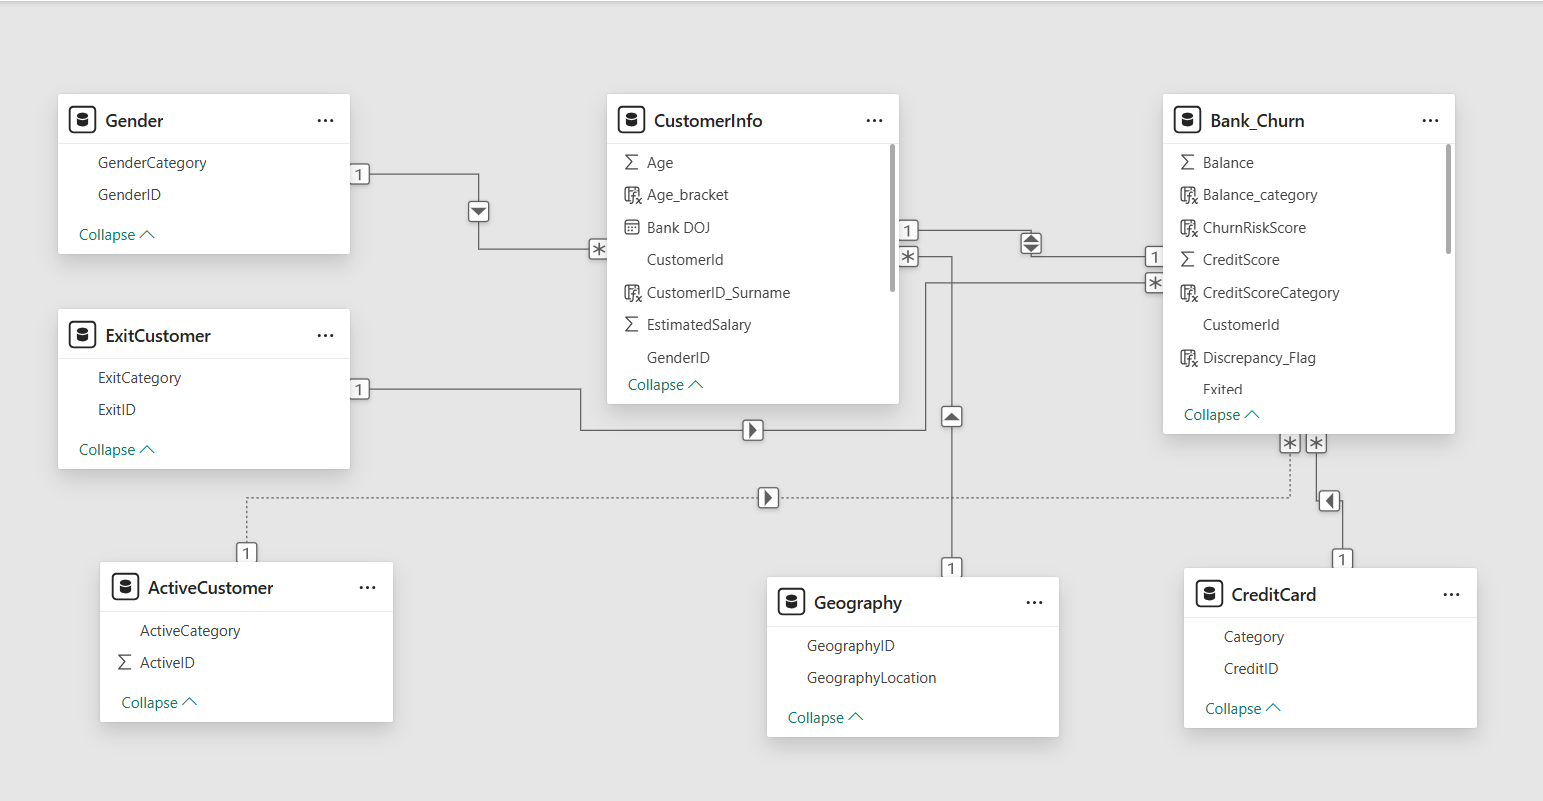 Gender
...
GenderCategory
GenderID
Collapse
1
*
ExitCustomer
...
ExitCategory
ExitID
Collapse
1
CustomerInfo
...
Σ Age
Age_bracket
Bank DOJ
CustomerId
CustomerID_Surname
Σ EstimatedSalary
GenderID
Collapse
1
*
1
*
Bank_Churn
...
Σ Balance
Balance_category
ChurnRiskScore
Σ CreditScore
CreditScoreCategory
CustomerId
Discrepancy_Flag
Exited
Collapse
* *
1
ActiveCustomer
...
ActiveCategory
Σ ActiveID
Collapse
1
Geography
...
GeographyID
GeographyLocation
Collapse
1
CreditCard
...
Category
CreditID
Collapse